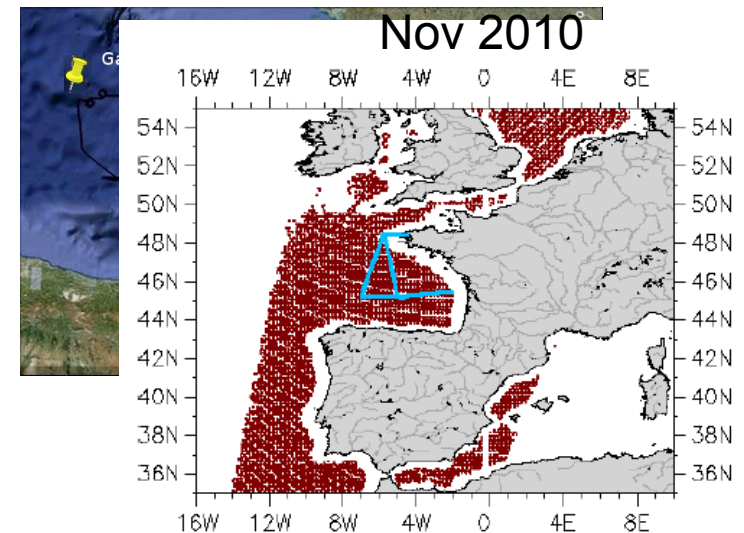 Nov 2010
Ga
16W 12W 8W 4W 0 4E 8E
54N 54N
52N 52N
50N 50N
48N 48N
46N 46N
44N 44N
42N 42N
40N 40N
38N 38N
36N 36N
16W 12W 8W 4W 0 4E 8E